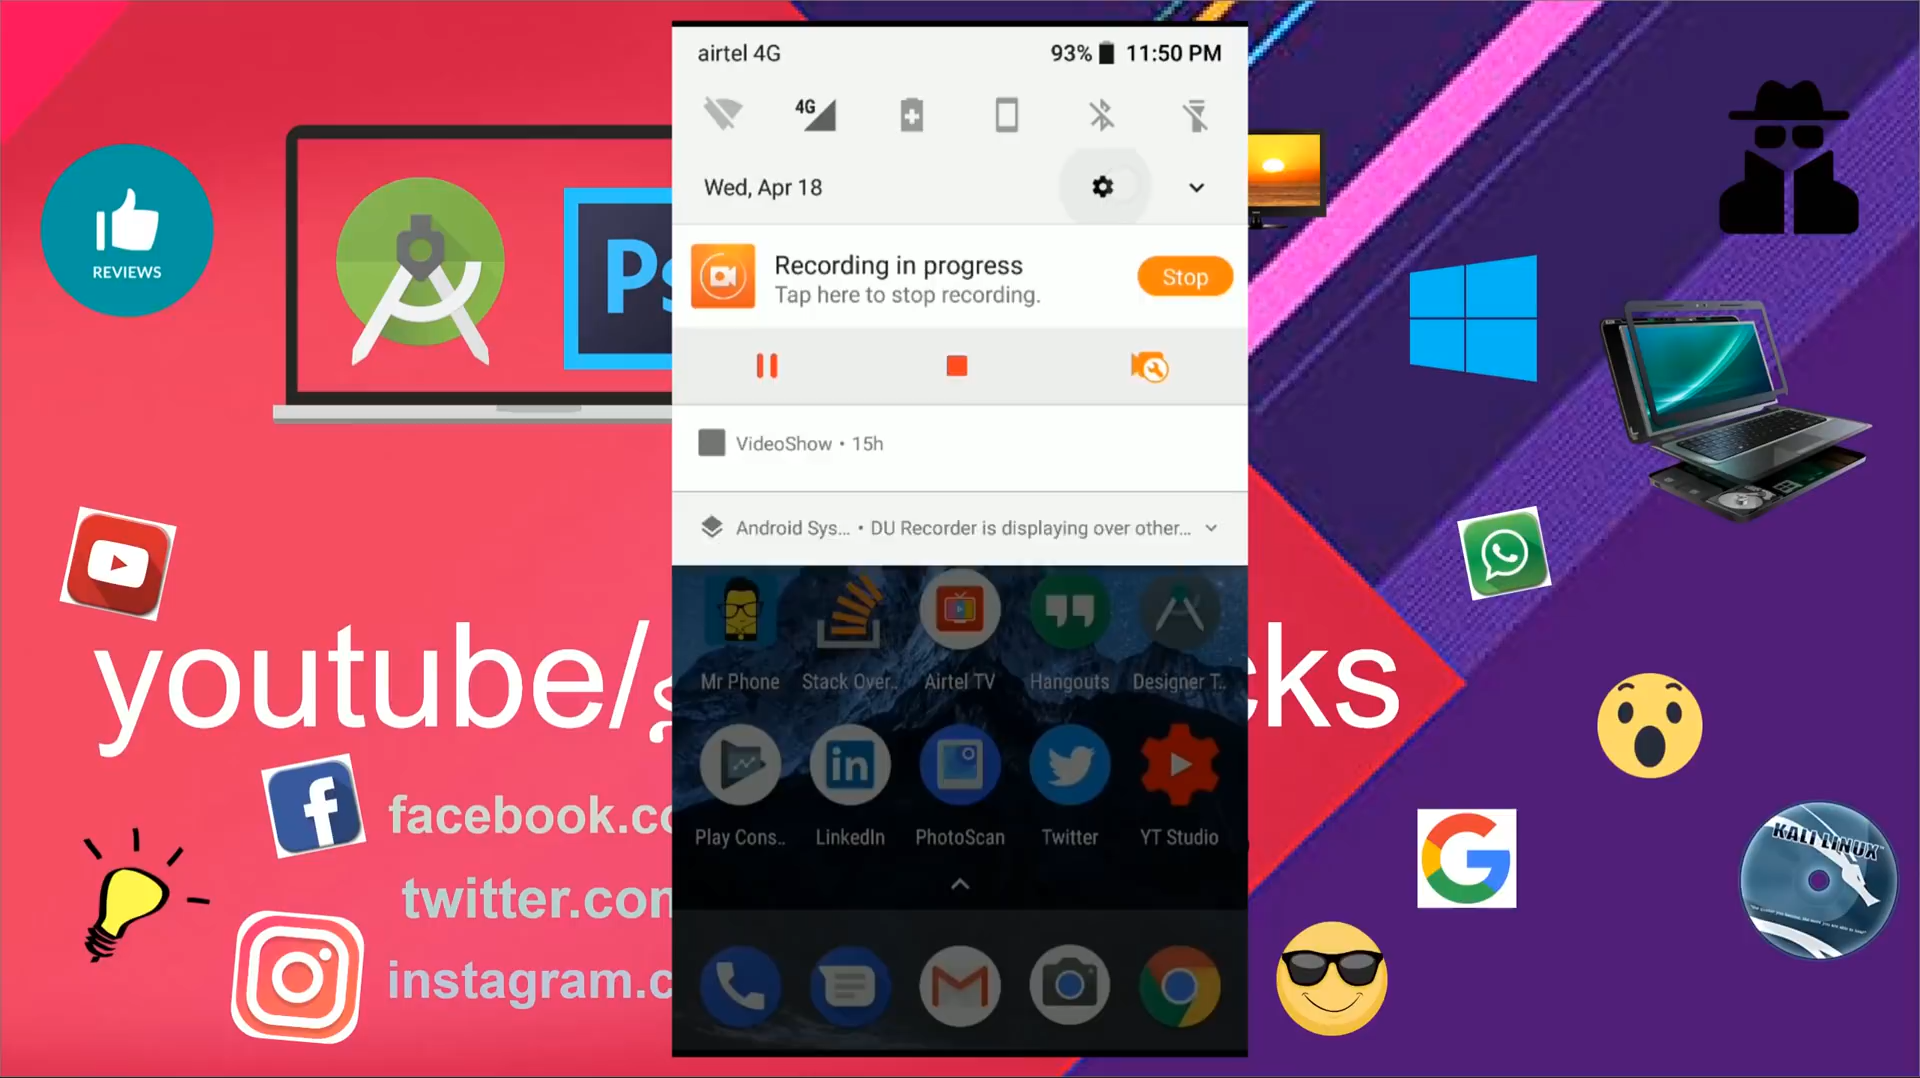 airtel 4G 93% 11:50 PM
4G
Wed, Apr 18
REVIEWS
Recording in progress
Tap here to stop recording.
Stop
Ps
VideoShow • 15h
Android Sys... • DU Recorder is displaying over other...
Mr Phone Stack Over.. Airtel TV Hangouts Designer T..
youtube/ cks
Play Cons.. LinkedIn PhotoScan Twitter YT Studio
facebook.co
twitter.com
instagram.c
KALI LINUX